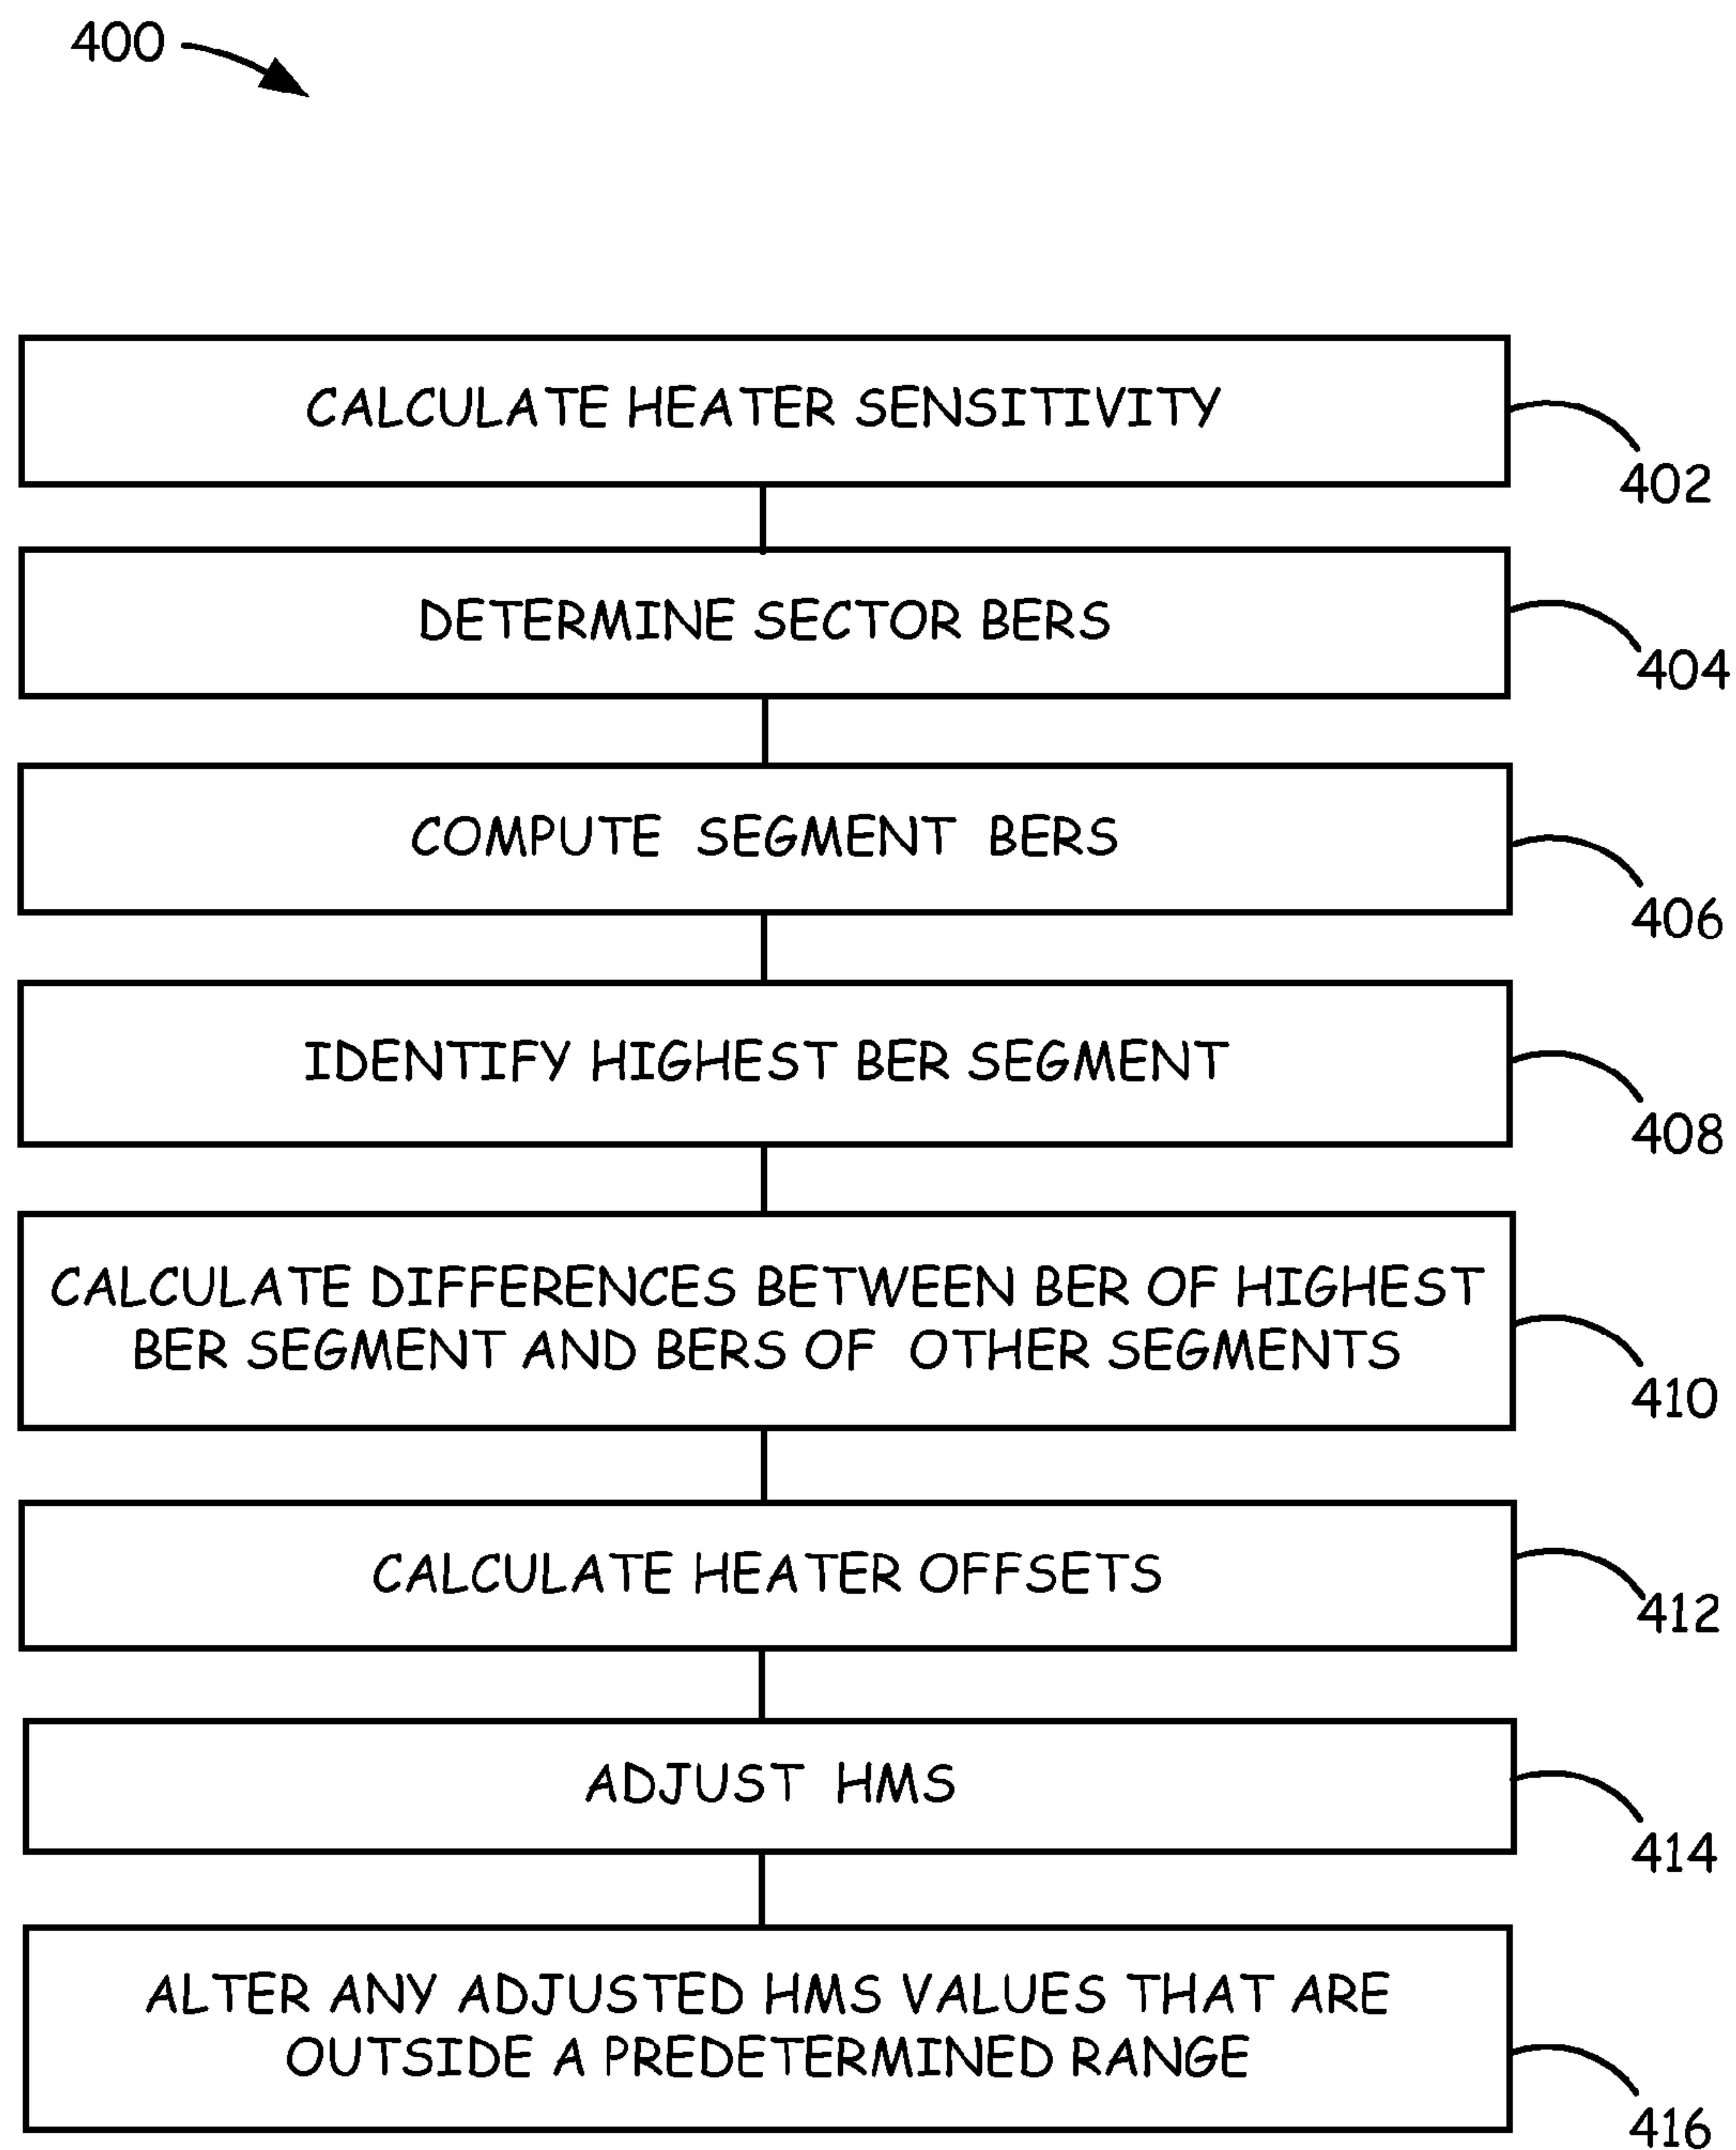 400
CALCULATE HEATER SENSITIVITY
402
DETERMINE SECTOR BERS
404
COMPUTE SEGMENT BERS
406
IDENTIFY HIGHEST BER SEGMENT
408
CALCULATE DIFFERENCES BETWEEN BER OF HIGHEST
BER SEGMENT AND BERS OF OTHER SEGMENTS
410
CALCULATE HEATER OFFSETS
412
ADJUST HMS
414
ALTER ANY ADJUSTED HMS VALUES THAT ARE
OUTSIDE A PREDETERMINED RANGE
416